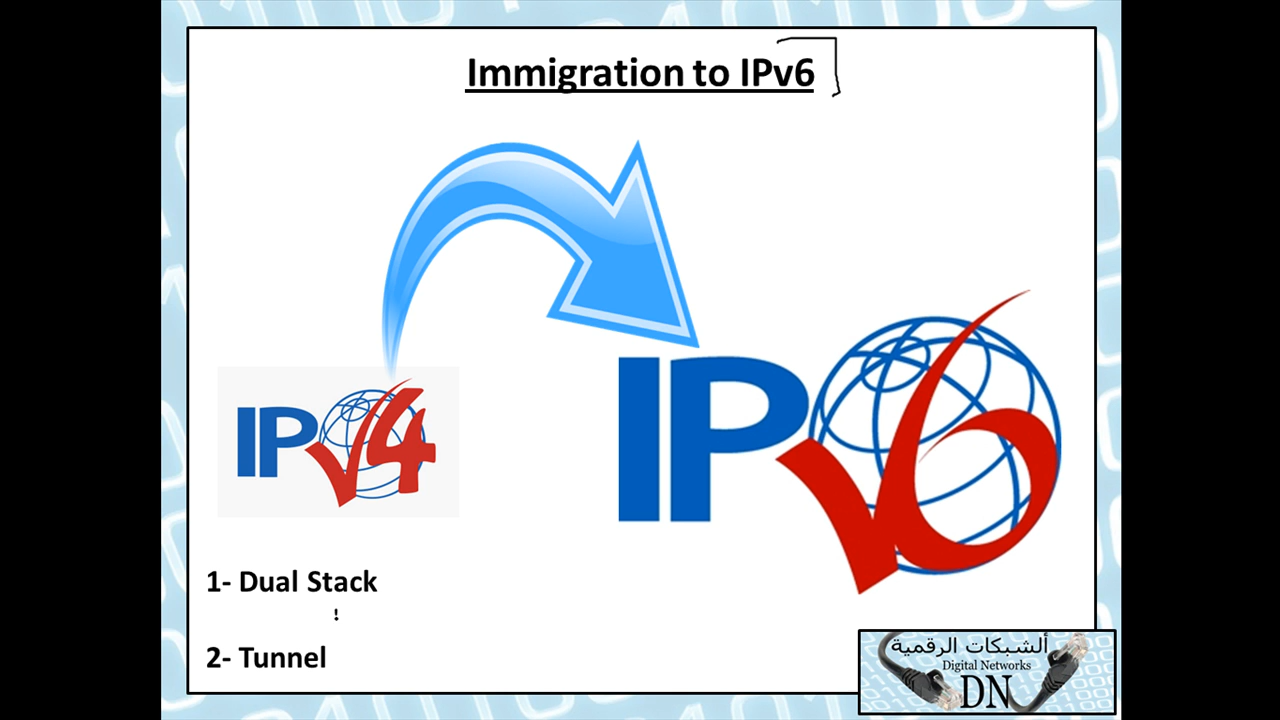 Immigration to IPv6
IPv4
IPv6
1- Dual Stack
!
2- Tunnel
ألشبكات الرقمية
Digital Networks
DN